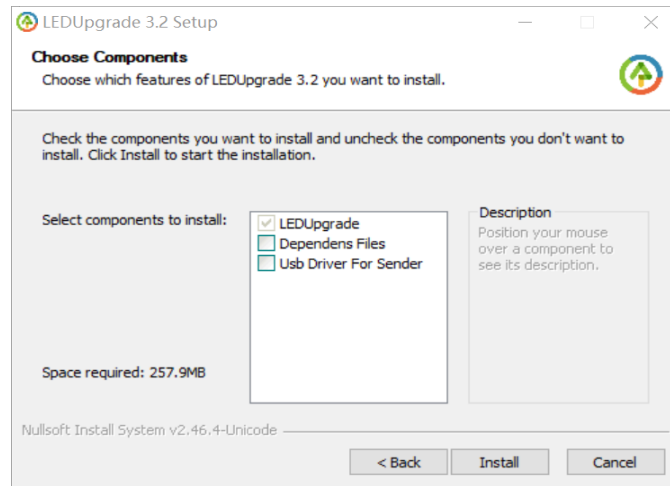 LEDUpgrade 3.2 Setup
Choose Components
Choose which features of LEDUpgrade 3.2 you want to install.
Check the components you want to install and uncheck the components you don't want to
install. Click Install to start the installation.
Select components to install:
LEDUpgrade
Dependens Files
Usb Driver For Sender
Description
Position your mouse
over a component to
see its description.
Space required: 257.9MB
Nullsoft Install System v2.46.4-Unicode
< Back
Install
Cancel